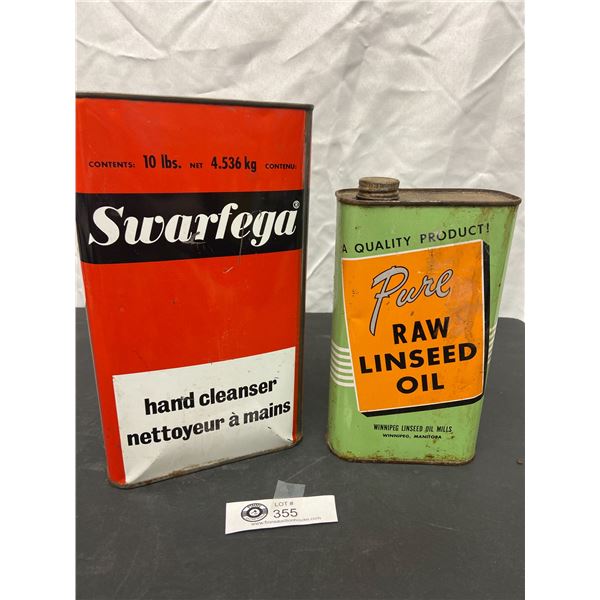 CONTENTS: 10 lbs. NET 4.536 kg CONTENU:
Swarfega®
hand cleanser
nettoyeur à mains
A QUALITY PRODUCT!
Pure
RAW
LINSEED
OIL
WINNIPEG LINSEED OIL MILLS
WINNIPEG, MANITOBA
LOT #
355